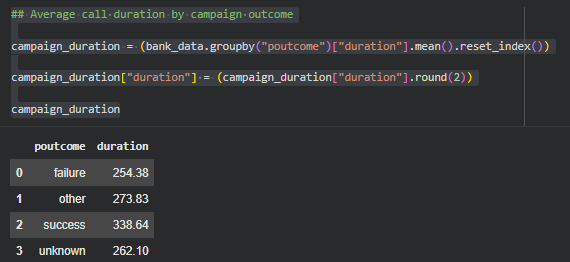 ## Average call duration by campaign outcome
campaign_duration = (bank_data.groupby("poutcome")["duration"].mean().reset_index())
campaign_duration["duration"] = (campaign_duration["duration"].round(2))
campaign_duration
poutcome duration
0 failure 254.38
1 other 273.83
2 success 338.64
3 unknown 262.10